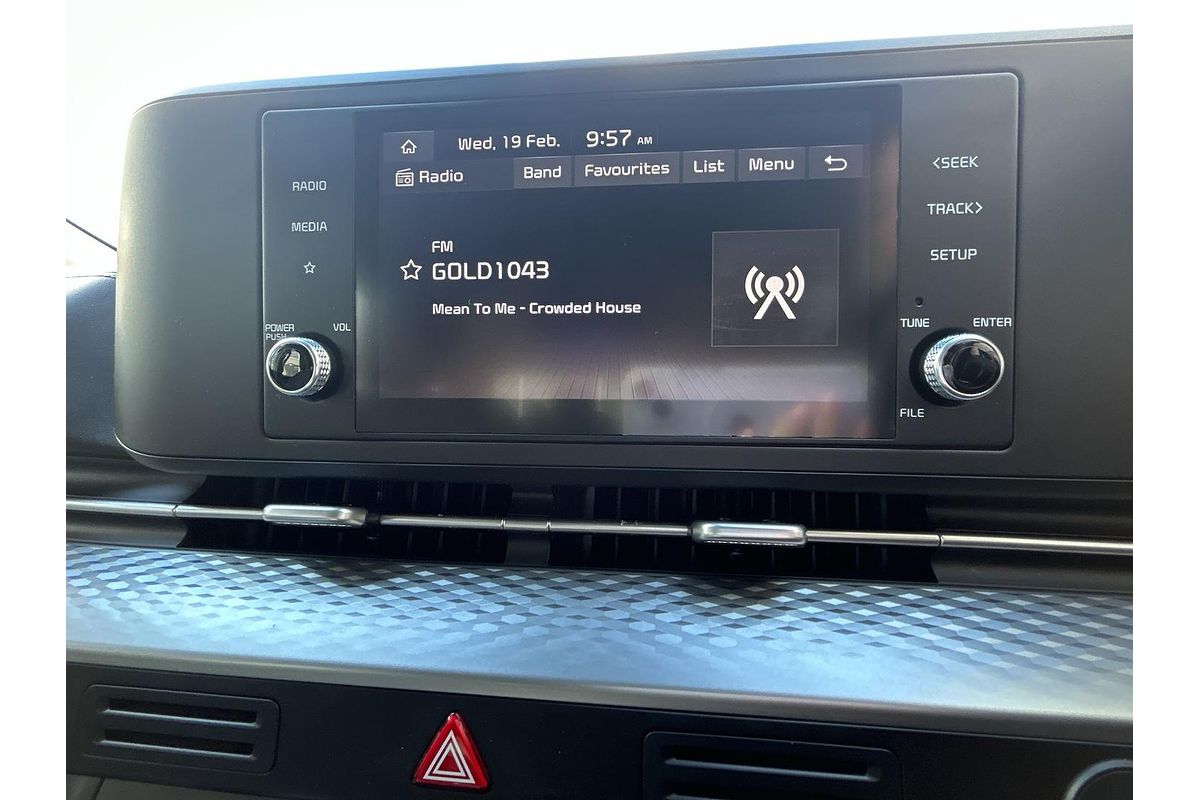 Wed, 19 Feb. 9:57 AM
Radio Band Favourites List Menu
FM
GOLD1043
Mean To Me - Crowded House
RADIO
MEDIA
POWER
PUSH
VOL
<SEEK
TRACK>
SETUP
TUNE
ENTER
FILE